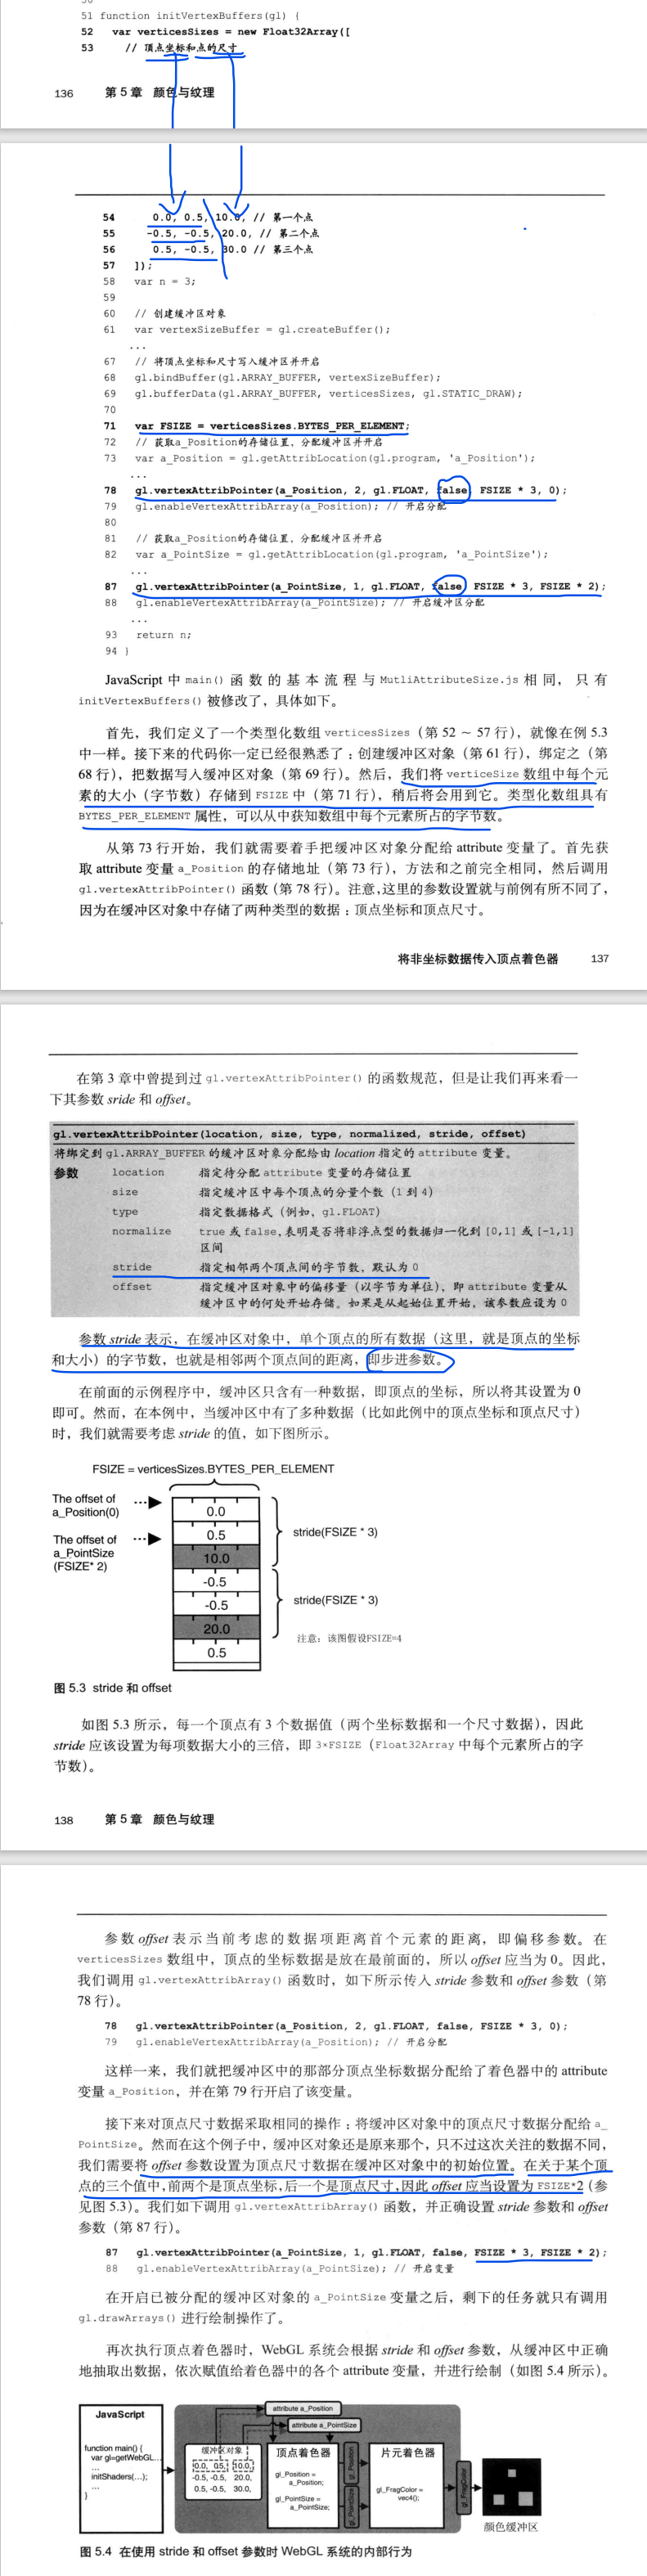 51 function initVertexBuffers(gl) {
52 var verticesSizes = new Float32Array([
53 // 顶点坐标和点的尺寸
136 第 5 章 颜色与纹理
54 0.0, 0.5, 10.0, // 第一个点
55 -0.5, -0.5, 20.0, // 第二个点
56 0.5, -0.5, 30.0 // 第三个点
57 ]);
58 var n = 3;
59
60 // 创建缓冲区对象
61 var vertexSizeBuffer = gl.createBuffer();
...
67 // 将顶点坐标和尺寸写入缓冲区并开启
68 gl.bindBuffer(gl.ARRAY_BUFFER, vertexSizeBuffer);
69 gl.bufferData(gl.ARRAY_BUFFER, verticesSizes, gl.STATIC_DRAW);
70
71 var FSIZE = verticesSizes.BYTES_PER_ELEMENT;
72 // 获取a_Position的存储位置，分配缓冲区并开启
73 var a_Position = gl.getAttribLocation(gl.program, 'a_Position');
...
78 gl.vertexAttribPointer(a_Position, 2, gl.FLOAT, false, FSIZE * 3, 0);
79 gl.enableVertexAttribArray(a_Position); // 开启分配
80
81 // 获取a_Position的存储位置，分配缓冲区并开启
82 var a_PointSize = gl.getAttribLocation(gl.program, 'a_PointSize');
...
87 gl.vertexAttribPointer(a_PointSize, 1, gl.FLOAT, false, FSIZE * 3, FSIZE * 2);
88 gl.enableVertexAttribArray(a_PointSize); // 开启缓冲区分配
...
93 return n;
94 }
JavaScript 中 main() 函数的基本流程与 MutliAttributeSize.js 相同，只有
initVertexBuffers() 被修改了，具体如下。
首先，我们定义了一个类型化数组 verticesSizes（第 52 ~ 57 行），就像在例 5.3
中一样。接下来的代码你一定已经很熟悉了：创建缓冲区对象（第 61 行），绑定之（第
68 行），把数据写入缓冲区对象（第 69 行）。然后，我们将 verticeSize 数组中每个元
素的大小（字节数）存储到 FSIZE 中（第 71 行），稍后将会用到它。类型化数组具有
BYTES_PER_ELEMENT 属性，可以从中获知数组中每个元素所占的字节数。
从第 73 行开始，我们就需要着手把缓冲区对象分配给 attribute 变量了。首先获
取 attribute 变量 a_Position 的存储地址（第 73 行），方法和之前完全相同，然后调用
gl.vertexAttribPointer() 函数（第 78 行）。注意，这里的参数设置就与前例有所不同了，
因为在缓冲区对象中存储了两种类型的数据：顶点坐标和顶点尺寸。
将非坐标数据传入顶点着色器 137
在第 3 章中曾提到过 gl.vertexAttribPointer() 的函数规范，但是让我们再来看一
下其参数 sride 和 offset。
gl.vertexAttribPointer(location, size, type, normalized, stride, offset)
将绑定到 gl.ARRAY_BUFFER 的缓冲区对象分配给由 location 指定的 attribute 变量。
参数 location 指定待分配 attribute 变量的存储位置
size 指定缓冲区中每个顶点的分量个数（1 到 4）
type 指定数据格式（例如，gl.FLOAT）
normalize true 或 false，表明是否将非浮点型的数据归一化到 [0,1] 或 [-1,1]
区间
stride 指定相邻两个顶点间的字节数，默认为 0
offset 指定缓冲区对象中的偏移量（以字节为单位），即 attribute 变量从
缓冲区中的何处开始存储。如果是从起始位置开始，该参数应设为 0
参数 stride 表示，在缓冲区对象中，单个顶点的所有数据（这里，就是顶点的坐标
和大小）的字节数，也就是相邻两个顶点间的距离，即步进参数。
在前面的示例程序中，缓冲区只含有一种数据，即顶点的坐标，所以将其设置为 0
即可。然而，在本例中，当缓冲区中有了多种数据（比如此例中的顶点坐标和顶点尺寸）
时，我们就需要考虑 stride 的值，如下图所示。
FSIZE = verticesSizes.BYTES_PER_ELEMENT
The offset of
a_Position(0)
The offset of
a_PointSize
(FSIZE* 2)
0.0
0.5
10.0
-0.5
-0.5
20.0
0.5
stride(FSIZE * 3)
stride(FSIZE * 3)
注意：该图假设FSIZE=4
图 5.3 stride 和 offset
如图 5.3 所示，每一个顶点有 3 个数据值（两个坐标数据和一个尺寸数据），因此
stride 应该设置为每项数据大小的三倍，即 3×FSIZE（Float32Array 中每个元素所占的字
节数）。
138 第 5 章 颜色与纹理
参数 offset 表示当前考虑的数据项距离首个元素的距离，即偏移参数。在
verticesSizes 数组中，顶点的坐标数据是放在最前面的，所以 offset 应当为 0。因此，
我们调用 gl.vertexAttribArray() 函数时，如下所示传入 stride 参数和 offset 参数（第
78 行）。
78 gl.vertexAttribPointer(a_Position, 2, gl.FLOAT, false, FSIZE * 3, 0);
79 gl.enableVertexAttribArray(a_Position); // 开启分配
这样一来，我们就把缓冲区中的那部分顶点坐标数据分配给了着色器中的 attribute
变量 a_Position，并在第 79 行开启了该变量。
接下来对顶点尺寸数据采取相同的操作：将缓冲区对象中的顶点尺寸数据分配给 a_
PointSize。然而在这个例子中，缓冲区对象还是原来那个，只不过这次关注的数据不同，
我们需要将 offset 参数设置为顶点尺寸数据在缓冲区对象中的初始位置。在关于某个顶
点的三个值中，前两个是顶点坐标，后一个是顶点尺寸，因此 offset 应当设置为 FSIZE*2（参
见图 5.3）。我们如下调用 gl.vertexAttribArray() 函数，并正确设置 stride 参数和 offset
参数（第 87 行）。
87 gl.vertexAttribPointer(a_PointSize, 1, gl.FLOAT, false, FSIZE * 3, FSIZE * 2);
88 gl.enableVertexAttribArray(a_PointSize); // 开启变量
在开启已被分配的缓冲区对象的 a_PointSize 变量之后，剩下的任务就只有调用
gl.drawArrays() 进行绘制操作了。
再次执行顶点着色器时，WebGL 系统会根据 stride 和 offset 参数，从缓冲区中正确
地抽取出数据，依次赋值给着色器中的各个 attribute 变量，并进行绘制（如图 5.4 所示）。
JavaScript
function main() {
var gl=getWebGL...
...
initShaders(...);
...
}
attribute a_Position
attribute a_PointSize
缓冲区对象
0.0, 0.5, 10.0,
-0.5, -0.5, 20.0,
0.5, -0.5, 30.0,
顶点着色器
gl_Position =
a_Position;
gl_PointSize =
a_PointSize;
gl_Position
gl_PointSize
片元着色器
gl_FragColor =
vec4();
gl_FragColor
颜色缓冲区
图 5.4 在使用 stride 和 offset 参数时 WebGL 系统的内部行为